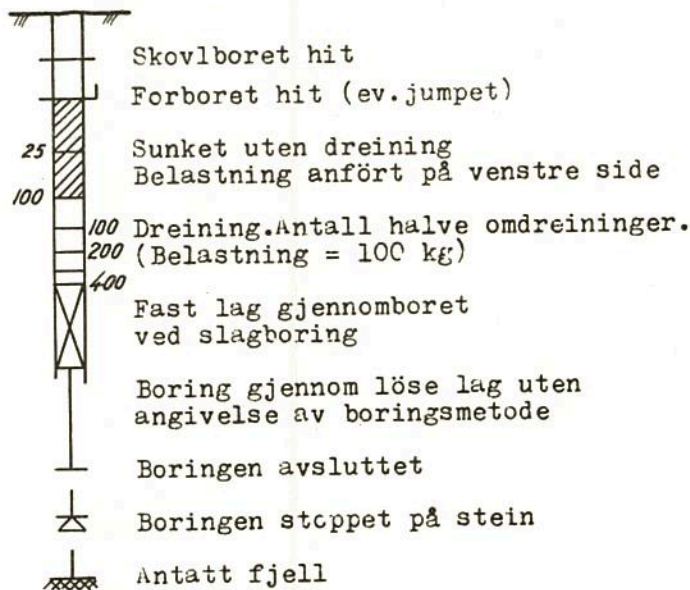 Skovlboret hit
Forboret hit (ev.jumpet)
25 Sunket uten dreining
Belastning anfört på venstre side
100
100 Dreining.Antall halve omdreininger.
200 (Belastning = 100 kg)
400
Fast lag gjennomboret
ved slagboring
Boring gjennom löse lag uten
angivelse av boringsmetode
Boringen avsluttet
Boringen stoppet på stein
Antatt fjell